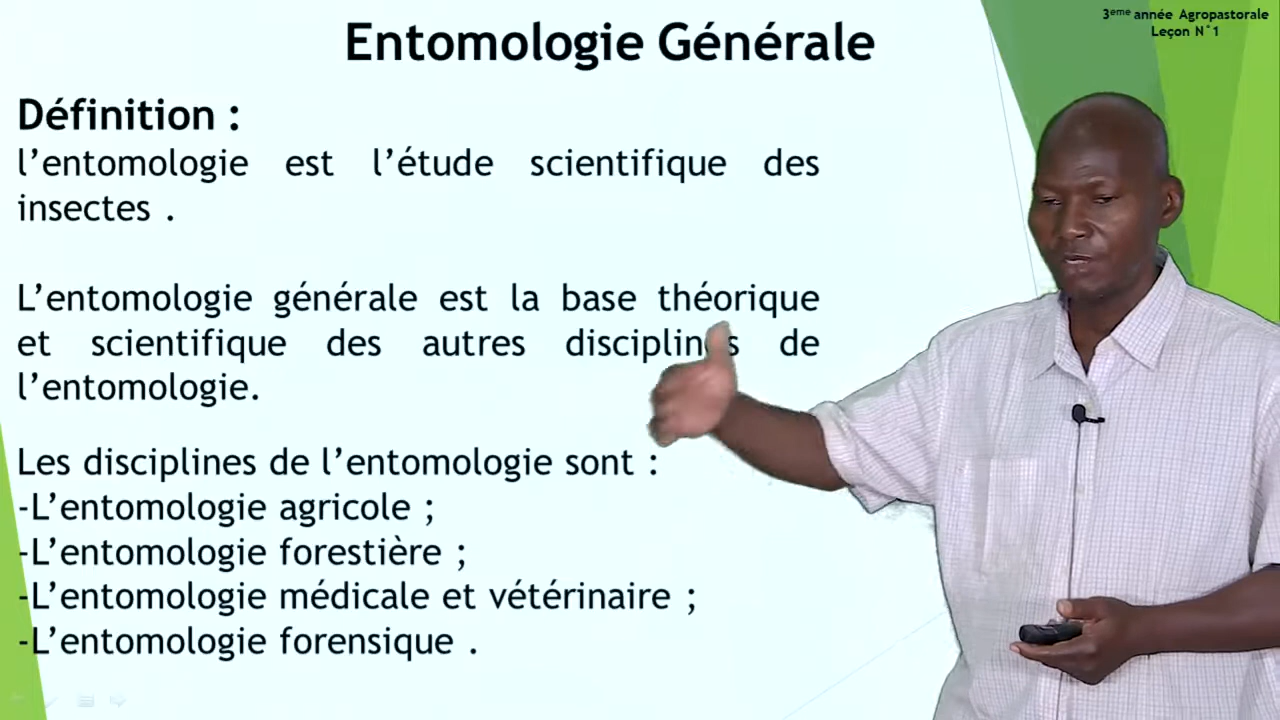 3eme année Agropastorale
Leçon N°1
Entomologie Générale
Définition :
l’entomologie est l’étude scientifique des
insectes .
L’entomologie générale est la base théorique
et scientifique des autres disciplines de
l’entomologie.
Les disciplines de l’entomologie sont :
-L’entomologie agricole ;
-L’entomologie forestière ;
-L’entomologie médicale et vétérinaire ;
-L’entomologie forensique .